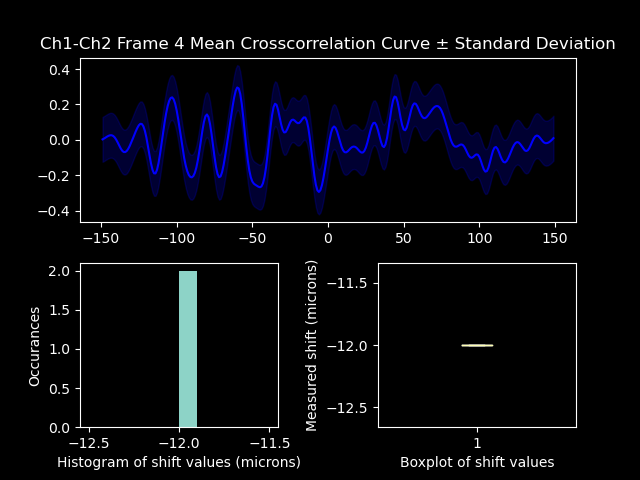 Ch1-Ch2 Frame 4 Mean Crosscorrelation Curve ± Standard Deviation
0.4
0.2
0.0
−0.2
−0.4
−150 −100 −50 0 50 100 150
Occurances
2.0
1.5
1.0
0.5
0.0
−12.5 −12.0 −11.5
Histogram of shift values (microns)
Measured shift (microns)
−11.5
−12.0
−12.5
1
Boxplot of shift values